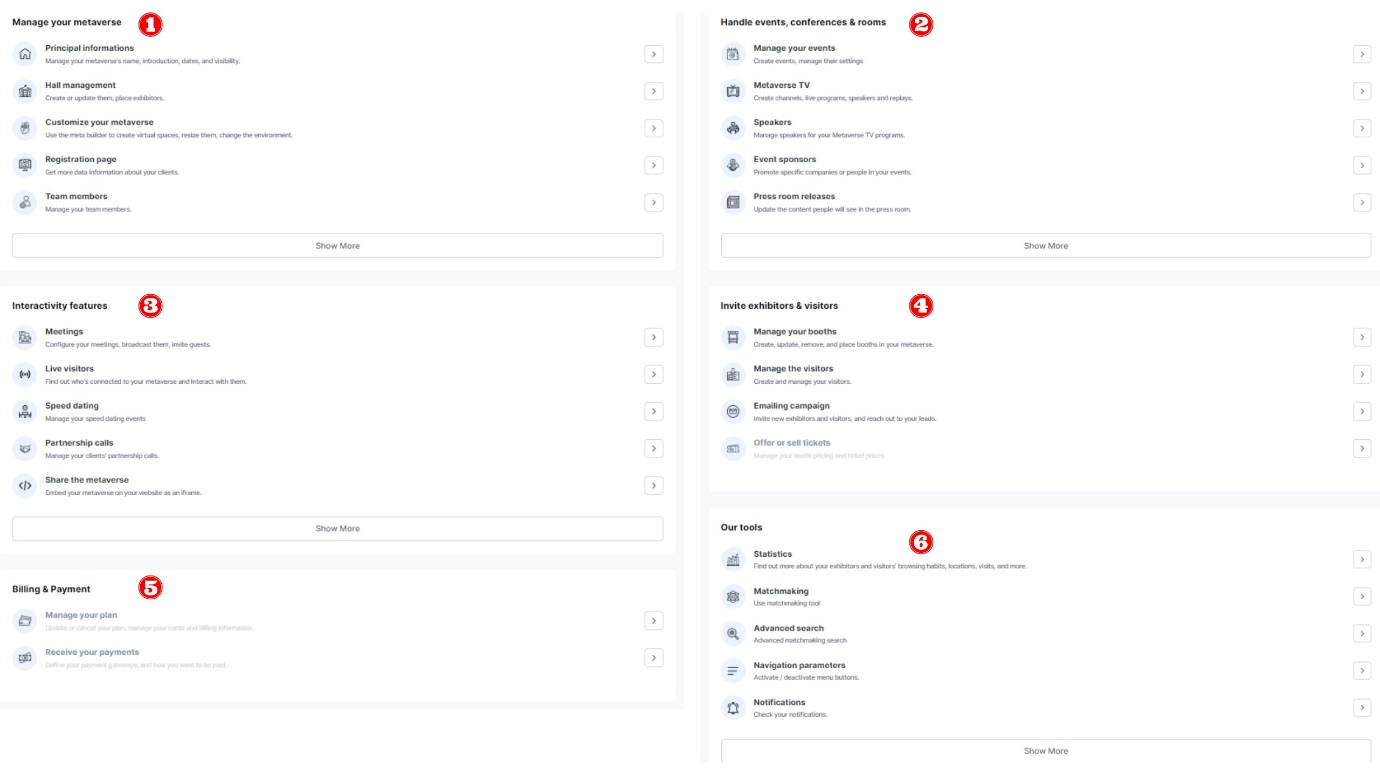 Manage your metaverse
1
Principal informations
Manage your metaverse's name, introduction, dates, and visibility.
Hall management
Create or update them, place exhibitors.
Customize your metaverse
Use the meta builder to create virtual spaces, resize them, change the environment.
Registration page
Get more data information about your clients.
Team members
Manage your team members.
Show More
Handle events, conferences & rooms
2
Manage your events
Create events, manage their settings
Metaverse TV
Create channels, live programs, speakers and replays.
Speakers
Manage speakers for your Metaverse TV programs.
Event sponsors
Promote specific companies or people in your events.
Press room releases
Update the content people will see in the press room.
Show More
Interactivity features
3
Meetings
Configure your meetings, broadcast them, invite guests.
Live visitors
Find out who's connected to your metaverse and interact with them.
Speed dating
Manage your speed dating events
Partnership calls
Manage your clients' partnership calls.
Share the metaverse
Embed your metaverse on your website as an iframe.
Show More
Invite exhibitors & visitors
4
Manage your booths
Create, update, remove, and place booths in your metaverse.
Manage the visitors
Create and manage your visitors.
Emailing campaign
Invite new exhibitors and visitors, and reach out to your leads.
Offer or sell tickets
Manage your booth pricing and ticket prices.
Billing & Payment
5
Manage your plan
Update or cancel your plan, manage your cards and billing information.
Receive your payments
Define your payment gateways, and how you want to be paid.
Our tools
6
Statistics
Find out more about your exhibitors and visitors' browsing habits, locations, visits, and more.
Matchmaking
Use matchmaking tool
Advanced search
Advanced matchmaking search
Navigation parameters
Activate / deactivate menu buttons.
Notifications
Check your notifications.
Show More